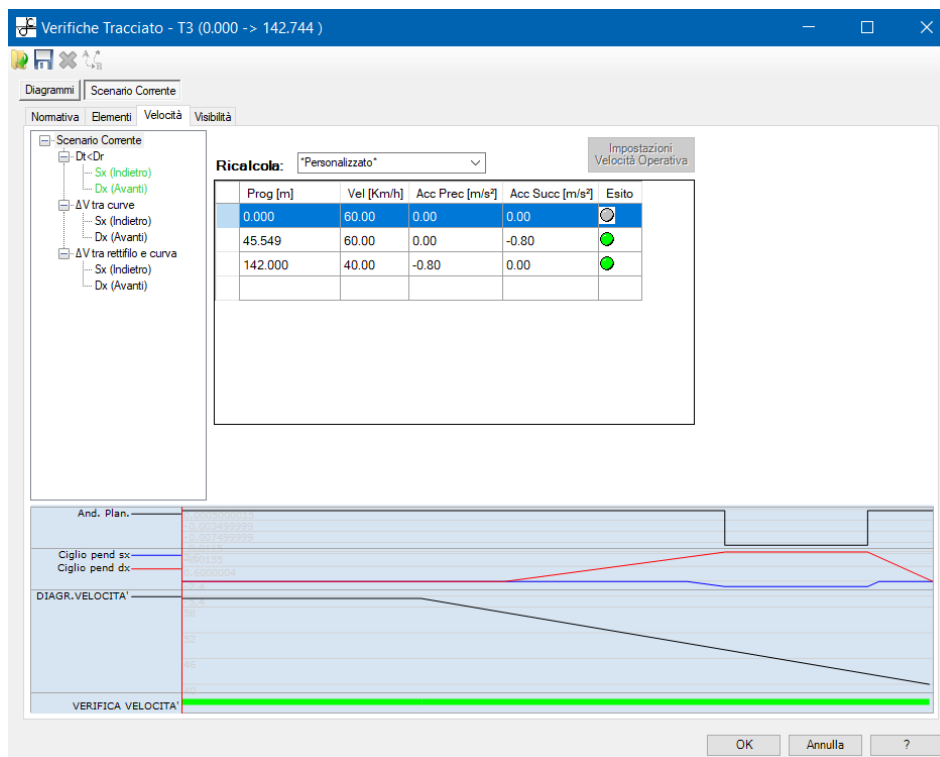 Verifiche Tracciato - T3 (0.000 -> 142.744 )
Diagrammi Scenario Corrente
Normativa Elementi Velocità Visibilità
Scenario Corrente
Dt<Dr
Sx (Indietro)
Dx (Avanti)
ΔV tra curve
Sx (Indietro)
Dx (Avanti)
ΔV tra rettifilo e curva
Sx (Indietro)
Dx (Avanti)
Ricalcola: "Personalizzato"
Impostazioni
Velocità Operativa
Prog [m] Vel [Km/h] Acc Prec [m/s²] Acc Succ [m/s²] Esito
0.000 60.00 0.00 0.00
45.549 60.00 0.00 -0.80
142.000 40.00 -0.80 0.00
And. Plan.
Ciglio pend sx
Ciglio pend dx
DIAGR.VELOCITA'
52
46
VERIFICA VELOCITA'
OK Annulla ?